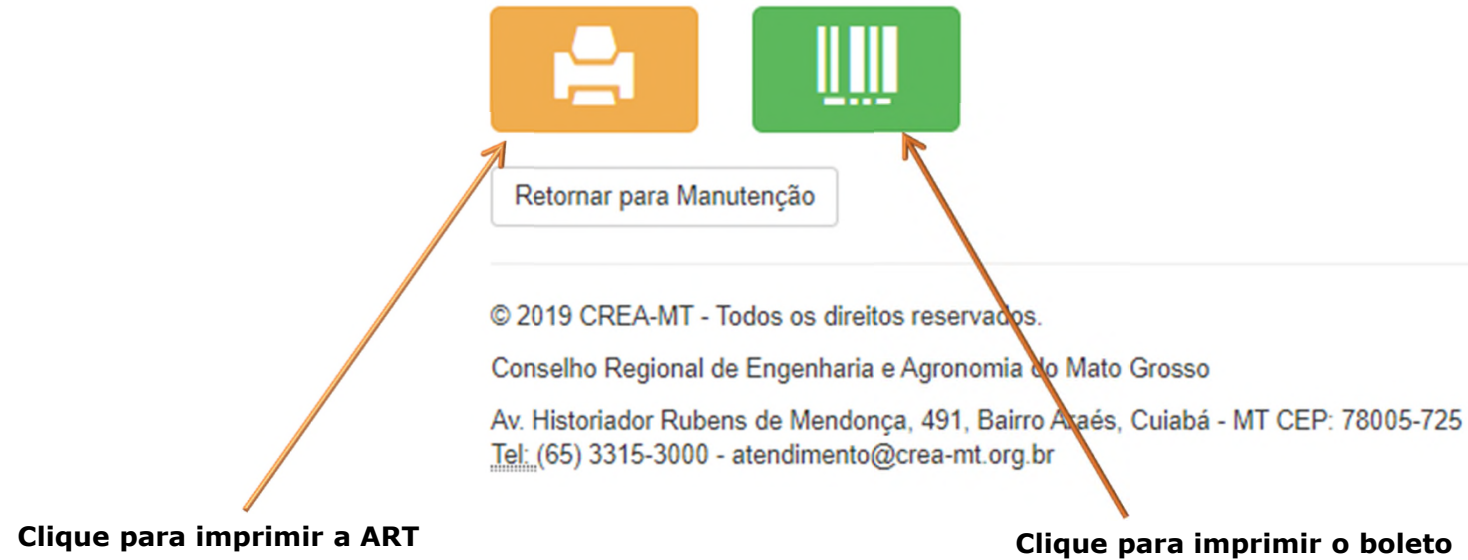 Retornar para Manutenção
© 2019 CREA-MT - Todos os direitos reservados.
Conselho Regional de Engenharia e Agronomia do Mato Grosso
Av. Historiador Rubens de Mendonça, 491, Bairro Araés, Cuiabá - MT CEP: 78005-725
Tel: (65) 3315-3000 - atendimento@crea-mt.org.br
Clique para imprimir a ART
Clique para imprimir o boleto